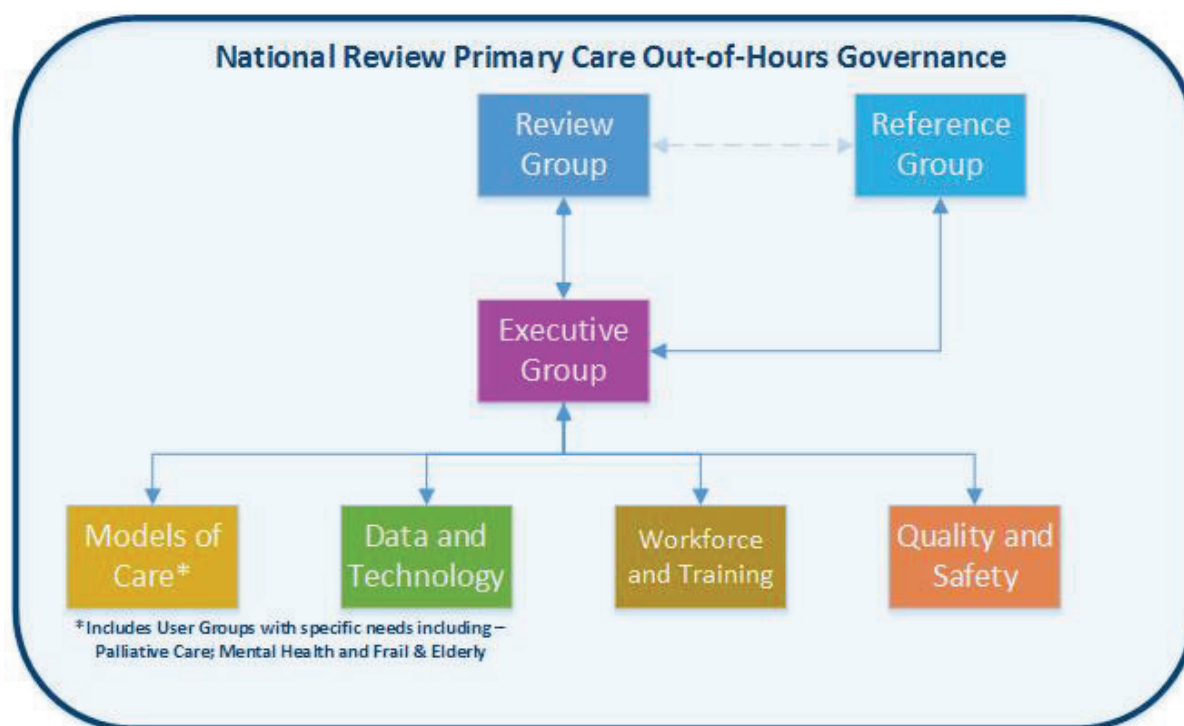 National Review Primary Care Out-of-Hours Governance
Review
Group
Reference
Group
Executive
Group
Models of
Care*
Data and
Technology
Workforce
and Training
Quality and
Safety
*Includes User Groups with specific needs including –
Palliative Care; Mental Health and Frail & Elderly